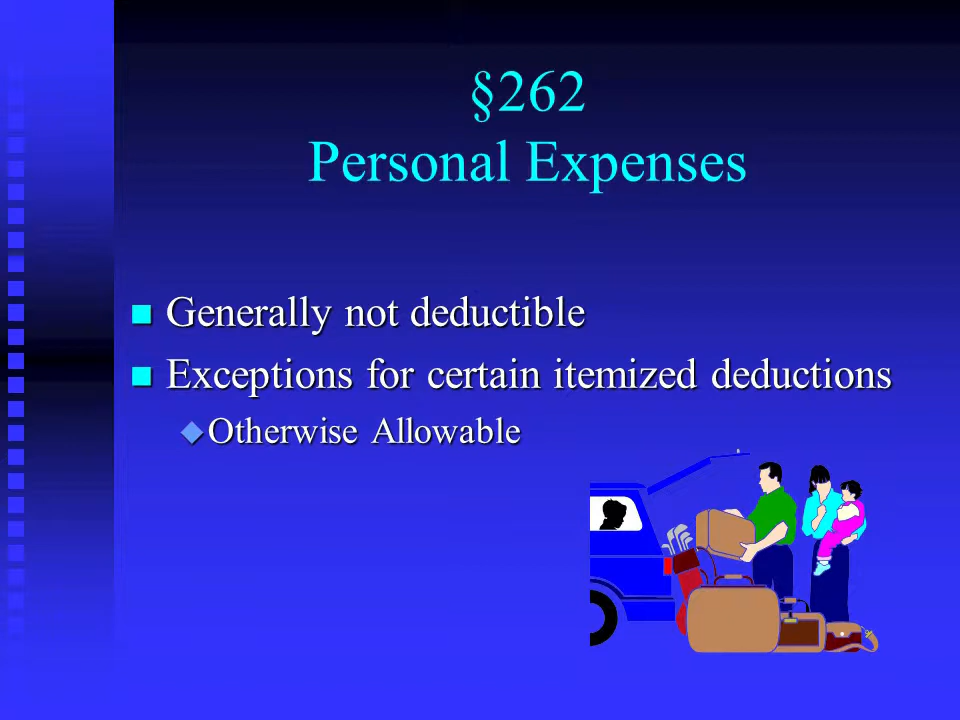 §262
Personal Expenses
Generally not deductible
Exceptions for certain itemized deductions
Otherwise Allowable